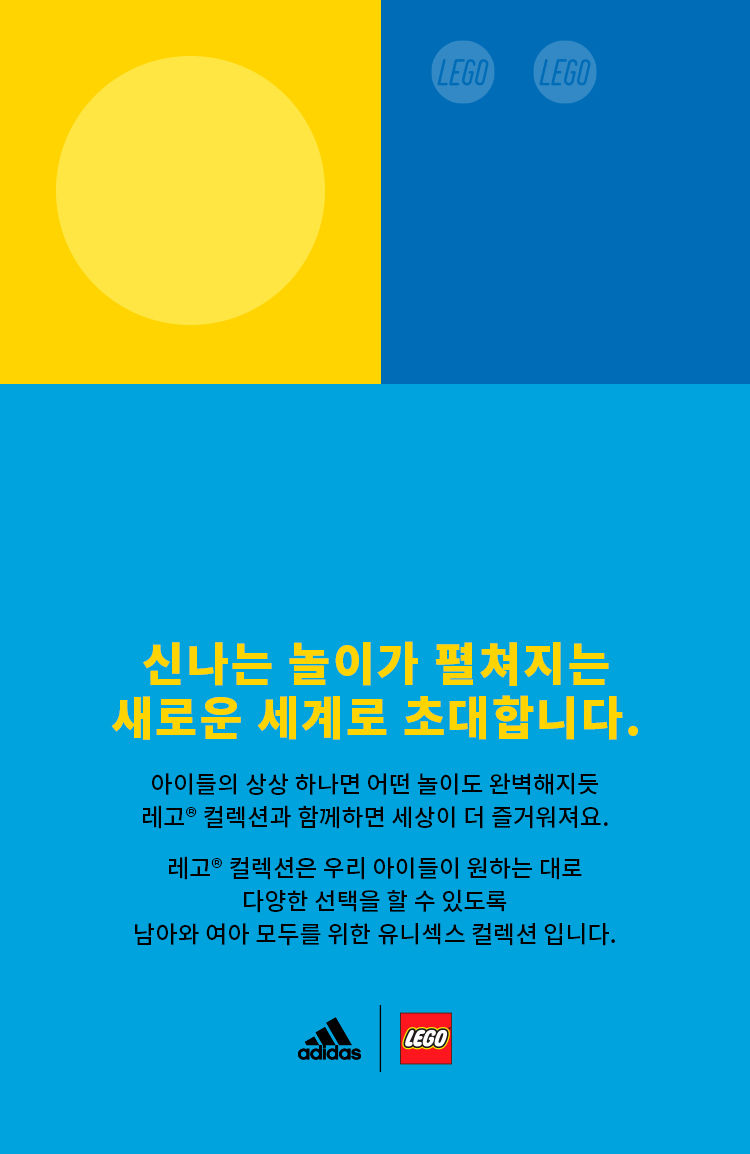 LEGO LEGO
신나는 놀이가 펼쳐지는
새로운 세계로 초대합니다.
아이들의 상상 하나면 어떤 놀이도 완벽해지듯
레고® 컬렉션과 함께하면 세상이 더 즐거워져요.
레고® 컬렉션은 우리 아이들이 원하는 대로
다양한 선택을 할 수 있도록
남아와 여아 모두를 위한 유니섹스 컬렉션 입니다.
adidas LEGO